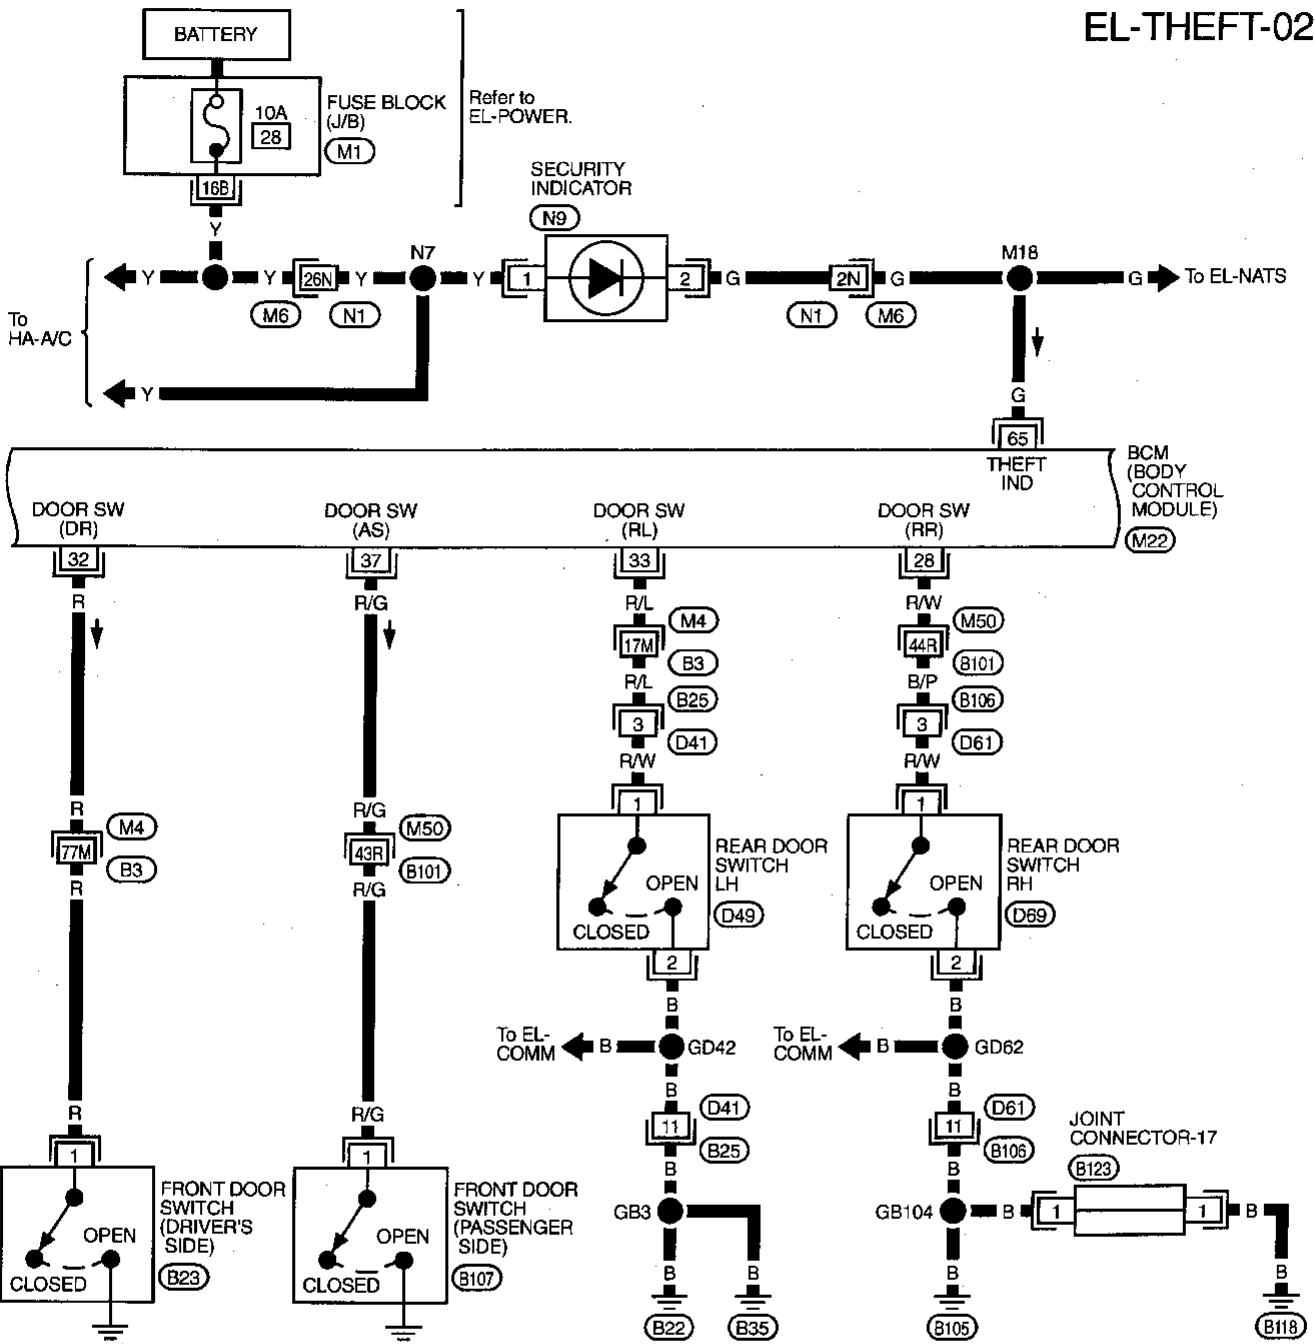 EL-THEFT-02
BATTERY
FUSE BLOCK
(J/B)
M1
10A
28
16B
Refer to
EL-POWER.
SECURITY
INDICATOR
N9
Y
Y
Y
26N
Y
N7
Y
1
2
G
2N
G
M18
G
To EL-NATS
M6
N1
N1
M6
To
HA-A/C
Y
G
65
THEFT
IND
BCM
(BODY
CONTROL
MODULE)
M22
DOOR SW
(DR)
DOOR SW
(AS)
DOOR SW
(RL)
DOOR SW
(RR)
32
37
33
28
R
R/G
R/L
R/W
M4
M50
17M
44R
B3
B101
R/L
B/P
B25
B106
3
3
D41
D61
R/W
R/W
1
1
R
R/G
M4
M50
77M
43R
B3
B101
R
R/G
REAR DOOR
SWITCH
LH
D49
OPEN
CLOSED
REAR DOOR
SWITCH
RH
D69
OPEN
CLOSED
2
2
B
B
To EL-
COMM
B
GD42
To EL-
COMM
B
GD62
B
B
D41
D61
11
11
B25
B106
B
B
JOINT
CONNECTOR-17
B123
R
R/G
1
1
FRONT DOOR
SWITCH
(DRIVER'S
SIDE)
B23
OPEN
CLOSED
FRONT DOOR
SWITCH
(PASSENGER
SIDE)
B107
OPEN
CLOSED
GB3
GB104
B
1
1
B
B
B
B
B
B22
B35
B105
B118